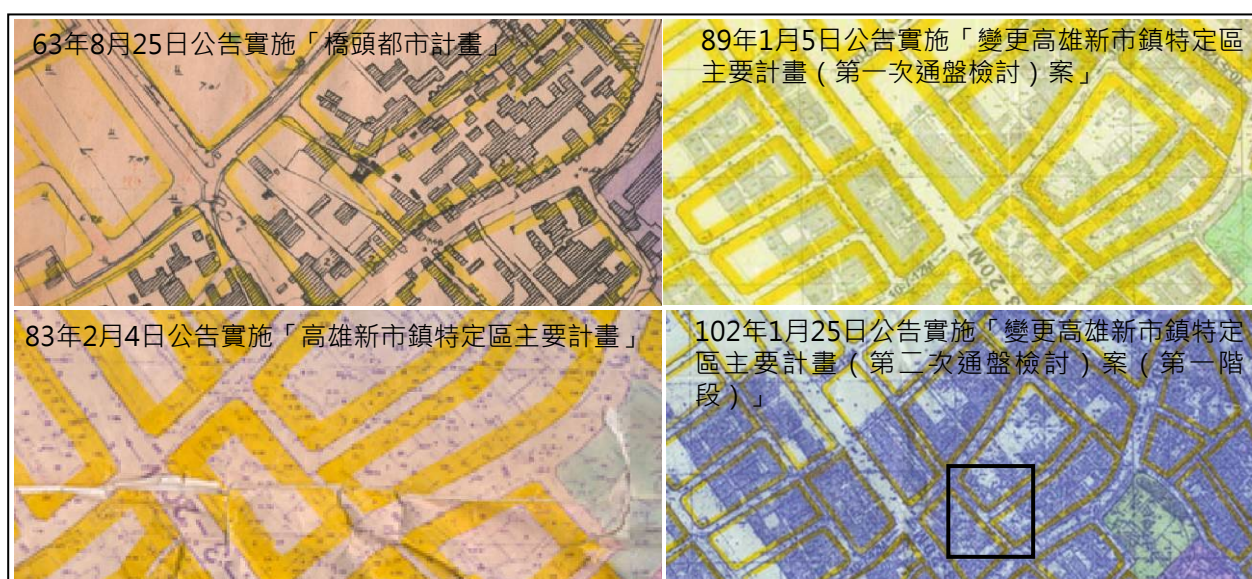 63年8月25日公告實施「橋頭都市計畫」
89年1月5日公告實施「變更高雄新市鎮特定區
主要計畫(第一次通盤檢討)案」
3-20M
83年2月4日公告實施「高雄新市鎮特定區主要計畫」
102年1月25日公告實施「變更高雄新市鎮特定
區主要計畫(第二次通盤檢討)案(第一階
段)」